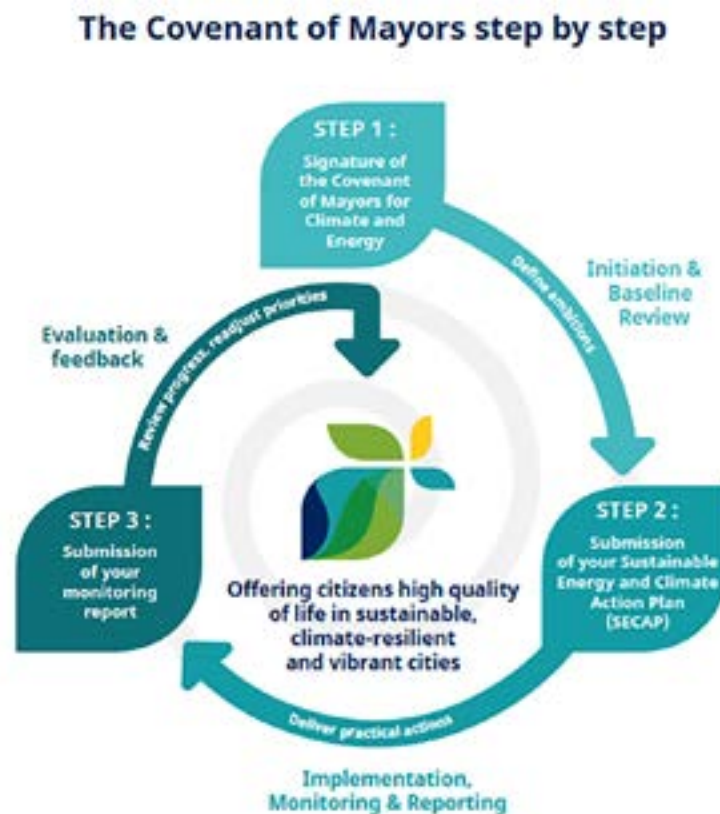 The Covenant of Mayors step by step
STEP 1 :
Signature of
the Covenant
of Mayors for
Climate and
Energy
Define ambitions
Initiation &
Baseline
Review
STEP 2 :
Submission
of your Sustainable
Energy and Climate
Action Plan
(SECAP)
Deliver practical actions
Implementation,
Monitoring & Reporting
STEP 3 :
Submission
of your
monitoring
report
Review progress, readjust priorities
Evaluation &
feedback
Offering citizens high quality
of life in sustainable,
climate-resilient
and vibrant cities